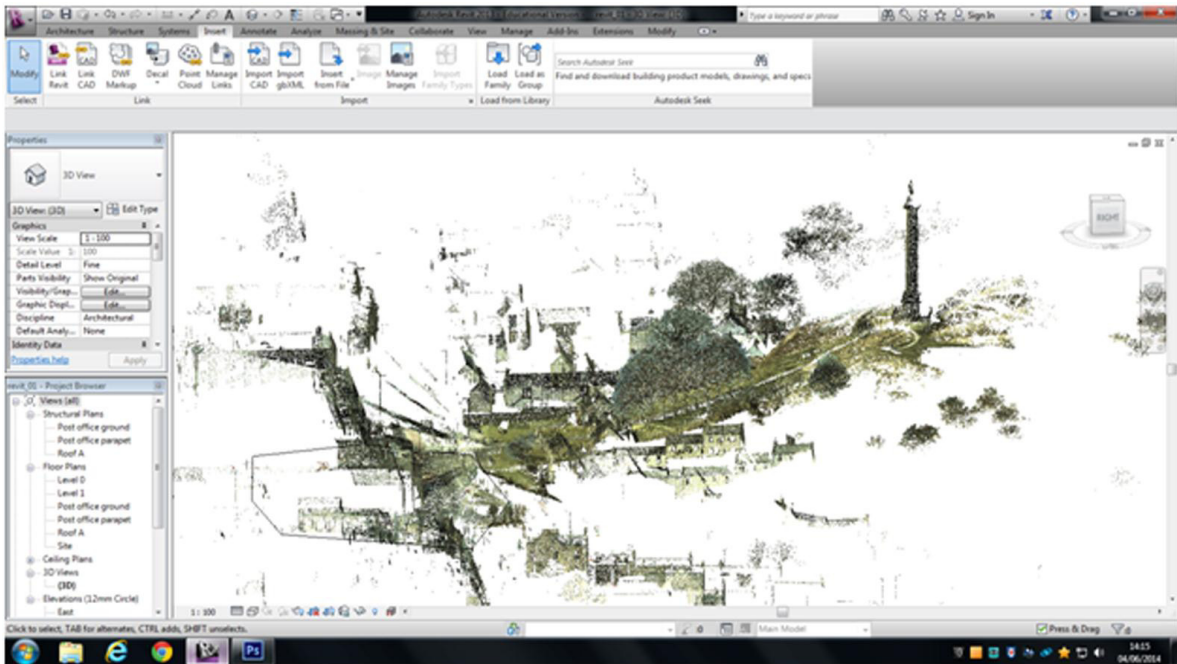 Autodesk Revit 2013 - Educational Version - revit_01 - 3D View: {3D}
Type a keyword or phrase
Sign In
Architecture Structure Systems Insert Annotate Analyze Massing & Site Collaborate View Manage Add-Ins Extensions Modify
Modify
Link Revit
Link CAD
DWF Markup
Decal
Point Cloud
Manage Links
Import CAD
Import gbXML
Insert from File
Image
Manage Images
Import Family Types
Load Family
Load as Group
Search Autodesk Seek
Find and download building product models, drawings, and specs
Select Link Import Load from Library Autodesk Seek
Properties
3D View
3D View: {3D} Edit Type
Graphics
View Scale 1 : 100
Scale Value 1: 100
Detail Level Fine
Parts Visibility Show Original
Visibility/Grap... Edit...
Graphic Displ... Edit...
Discipline Architectural
Default Analy... None
Identity Data
Properties help Apply
revit_01 - Project Browser
Views (all)
Structural Plans
Post office ground
Post office parapet
Roof A
Floor Plans
Level 0
Level 1
Post office ground
Post office parapet
Roof A
Site
Ceiling Plans
3D Views
{3D}
Elevations (12mm Circle)
East
RIGHT
1 : 100
Click to select, TAB for alternates, CTRL adds, SHIFT unselects.
:0
Main Model
Press & Drag
:0
Ps
14:15
04/06/2014